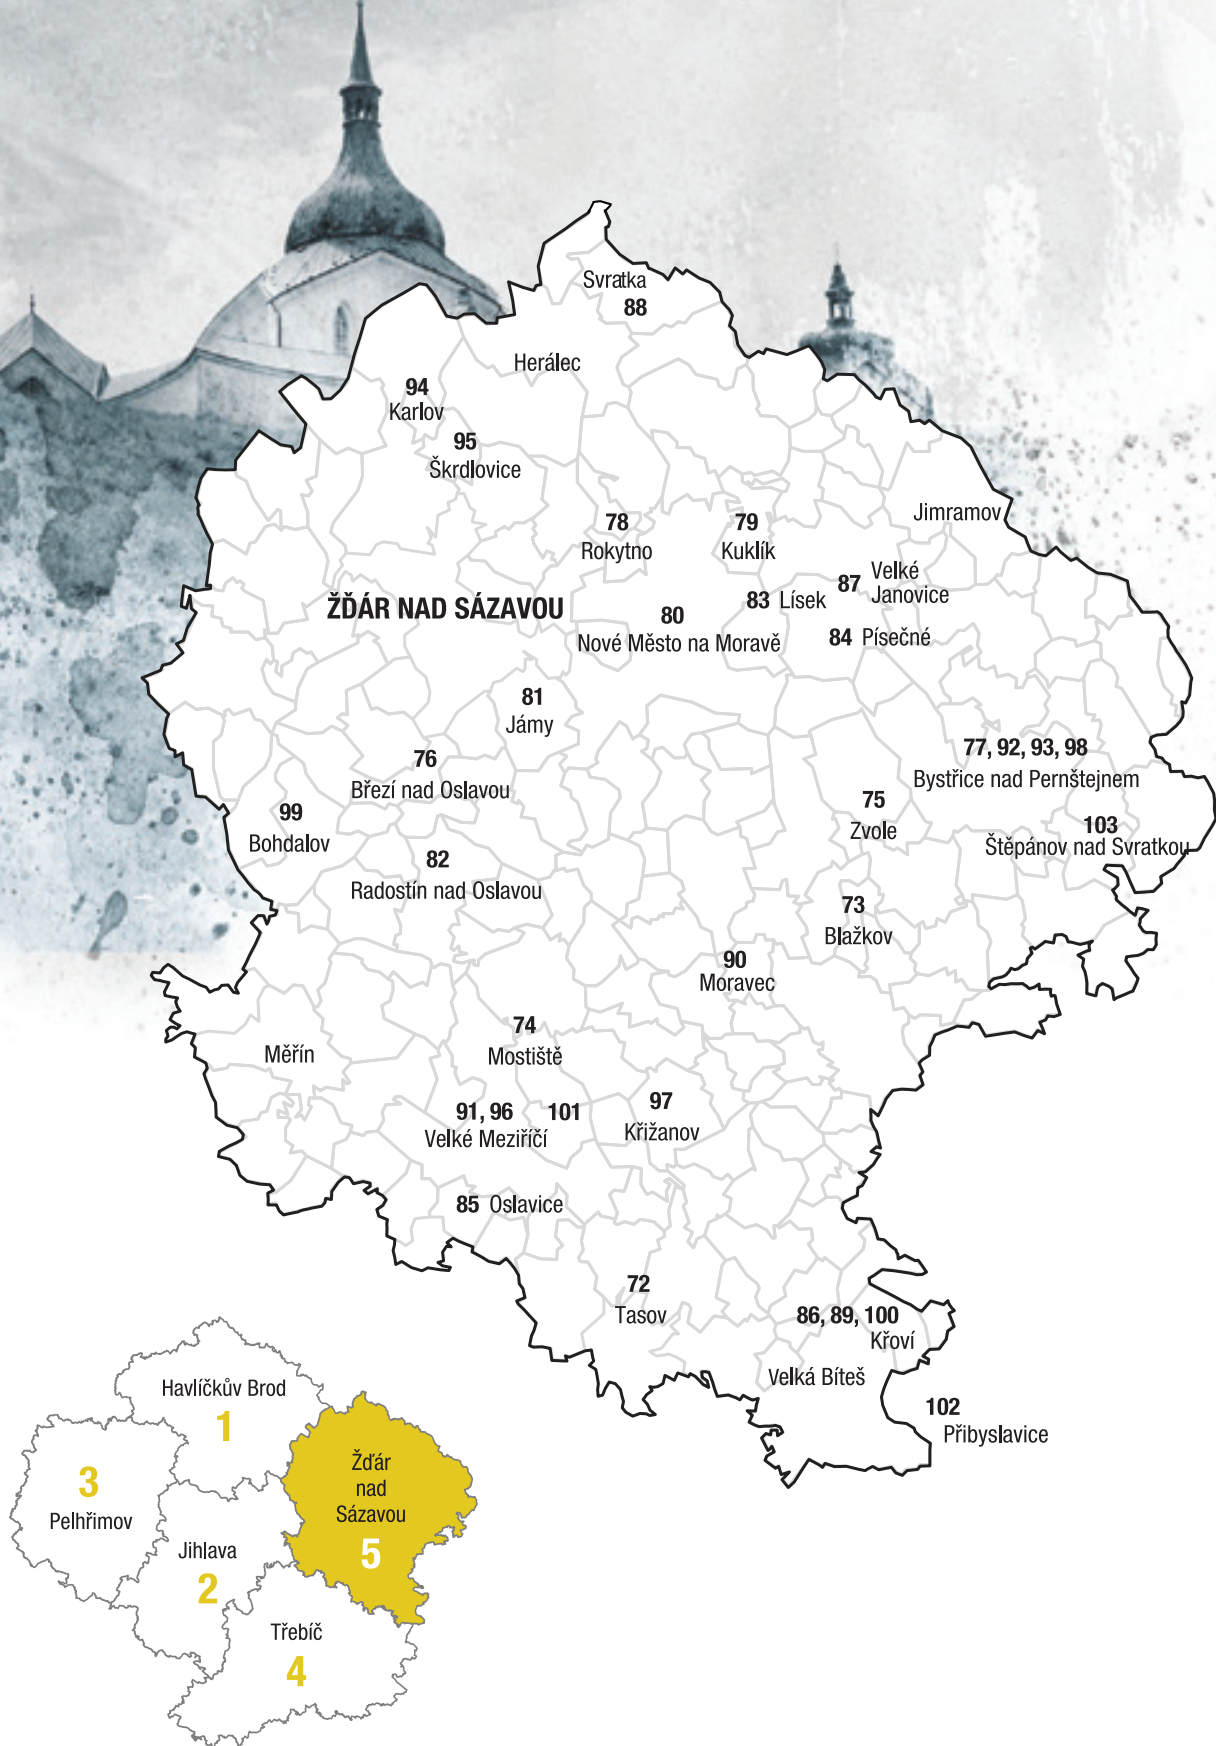 Svratka
88
Herálec
94
Karlov
95
Škrdlovice
Jimramov
78
Rokytno
79
Kuklík
87 Velké
Janovice
ŽĎÁR NAD SÁZAVOU
83 Lísek
80
Nové Město na Moravě
84 Písečné
81
Jámy
76
Březí nad Oslavou
77, 92, 93, 98
Bystřice nad Pernštejnem
99
Bohdalov
75
Zvole
103
Štěpánov nad Svratkou
82
Radostín nad Oslavou
73
Blažkov
90
Moravec
74
Mostiště
Měřín
91, 96
Velké Meziříčí
101
97
Křižanov
85 Oslavice
72
Tasov
86, 89, 100
Křoví
Velká Bíteš
102
Přibyslavice
Havlíčkův Brod
1
3
Pelhřimov
Žďár
nad
Sázavou
5
Jihlava
2
Třebíč
4